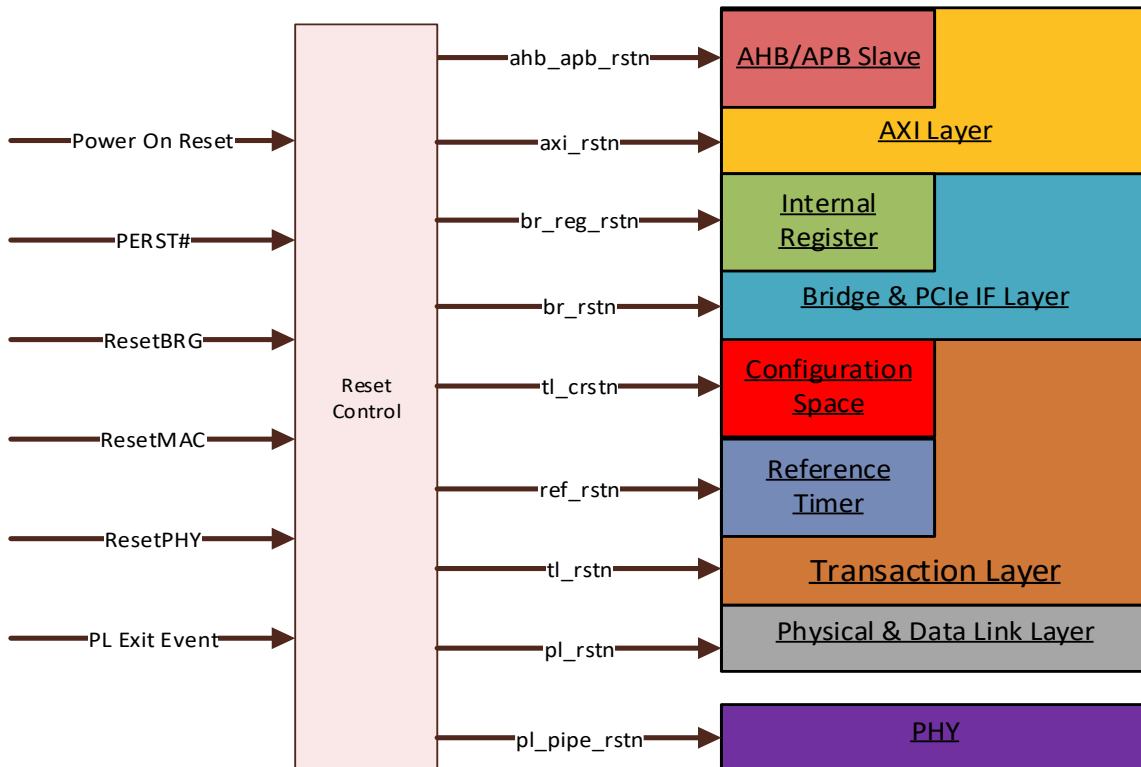 Power On Reset
PERST#
ResetBRG
ResetMAC
ResetPHY
PL Exit Event
Reset
Control
ahb_apb_rstn
axi_rstn
br_reg_rstn
br_rstn
tl_crstn
ref_rstn
tl_rstn
pl_rstn
pl_pipe_rstn
AHB/APB Slave
AXI Layer
Internal
Register
Bridge & PCIe IF Layer
Configuration
Space
Reference
Timer
Transaction Layer
Physical & Data Link Layer
PHY